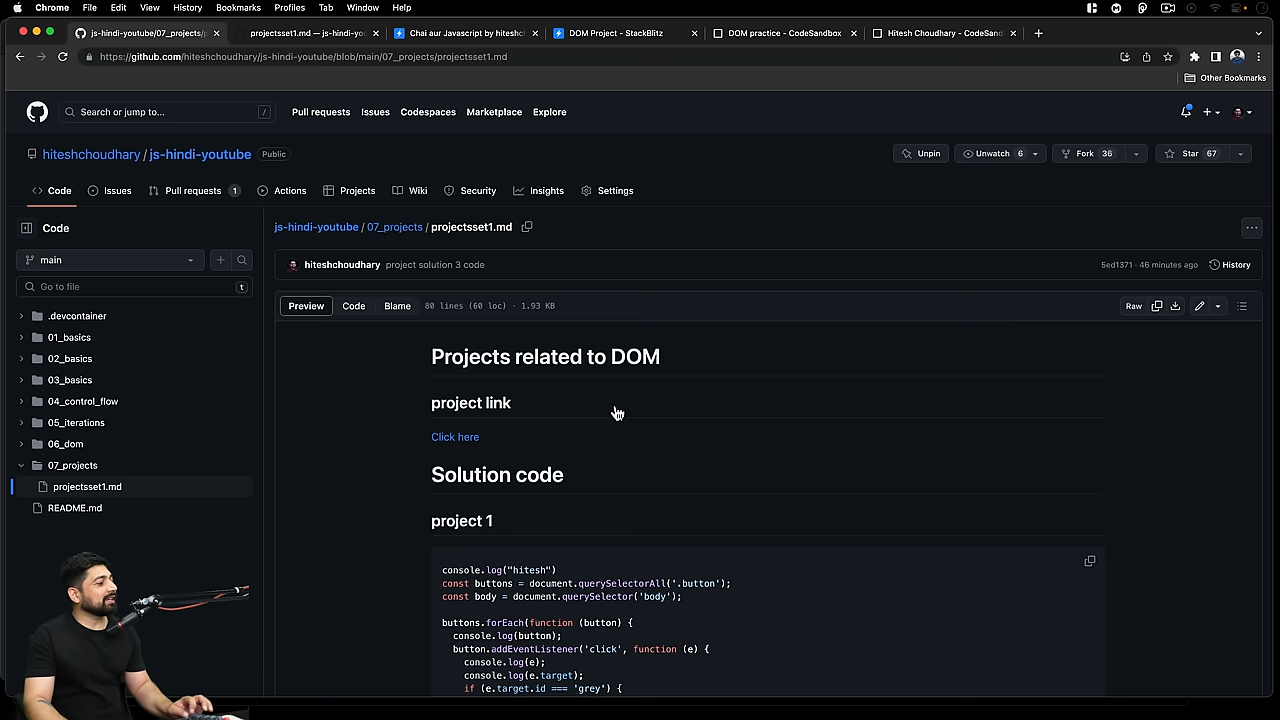 Chrome File Edit View History Bookmarks Profiles Tab Window Help
js-hindi-youtube/07_projects/p
projectsset1.md — js-hindi-yo
Chai aur Javascript by hiteshc
DOM Project - StackBlitz
DOM practice - CodeSandbox
Hitesh Choudhary - CodeSand
https://github.com/hiteshchoudhary/js-hindi-youtube/blob/main/07_projects/projectsset1.md
Other Bookmarks
Search or jump to... /
Pull requests Issues Codespaces Marketplace Explore
hiteshchoudhary / js-hindi-youtube Public
Unpin Unwatch 6 Fork 36 Star 67
Code Issues Pull requests 1 Actions Projects Wiki Security Insights Settings
Code
main
Go to file t
.devcontainer
01_basics
02_basics
03_basics
04_control_flow
05_iterations
06_dom
07_projects
projectsset1.md
README.md
js-hindi-youtube / 07_projects / projectsset1.md
hiteshchoudhary project solution 3 code 5ed1371 · 46 minutes ago History
Preview Code Blame 80 lines (60 loc) · 1.93 KB Raw
Projects related to DOM
project link
Click here
Solution code
project 1
console.log("hitesh")
const buttons = document.querySelectorAll('.button');
const body = document.querySelector('body');
buttons.forEach(function (button) {
console.log(button);
button.addEventListener('click', function (e) {
console.log(e);
console.log(e.target);
if (e.target.id === 'grey') {